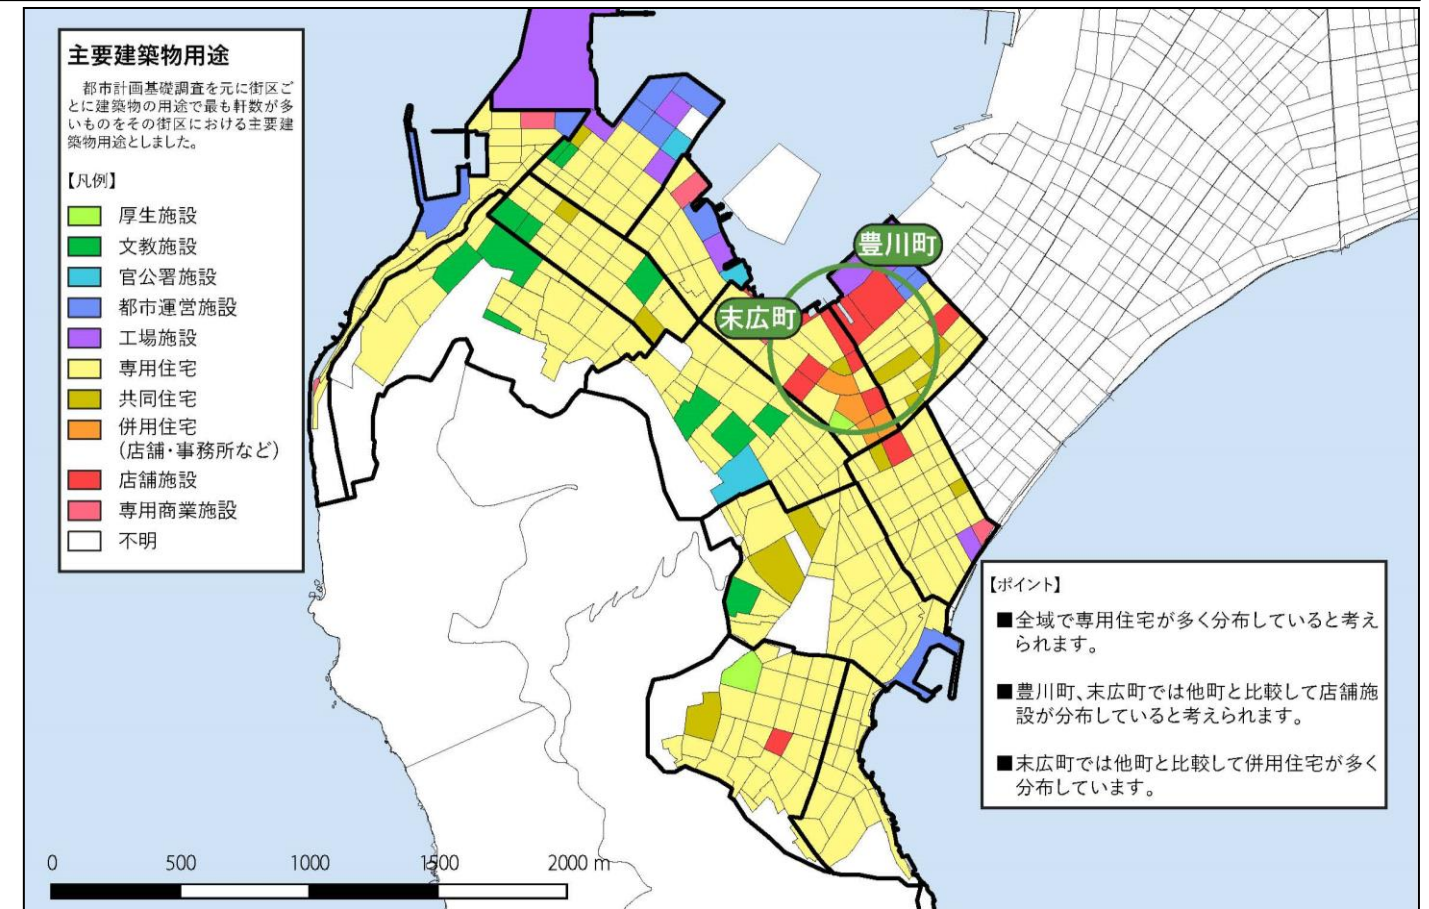 主要建築物用途
都市計画基礎調査を元に街区ご
とに建築物の用途で最も軒数が多
いものをその街区における主要建
築物用途としました。
【凡例】
厚生施設
文教施設
官公署施設
都市運営施設
工場施設
専用住宅
共同住宅
併用住宅
(店舗・事務所など)
店舗施設
専用商業施設
不明
豊川町
末広町
【ポイント】
■全域で専用住宅が多く分布していると考え
られます。
■豊川町、末広町では他町と比較して店舗施
設が分布していると考えられます。
■末広町では他町と比較して併用住宅が多く
分布しています。
0 500 1000 1500 2000 m